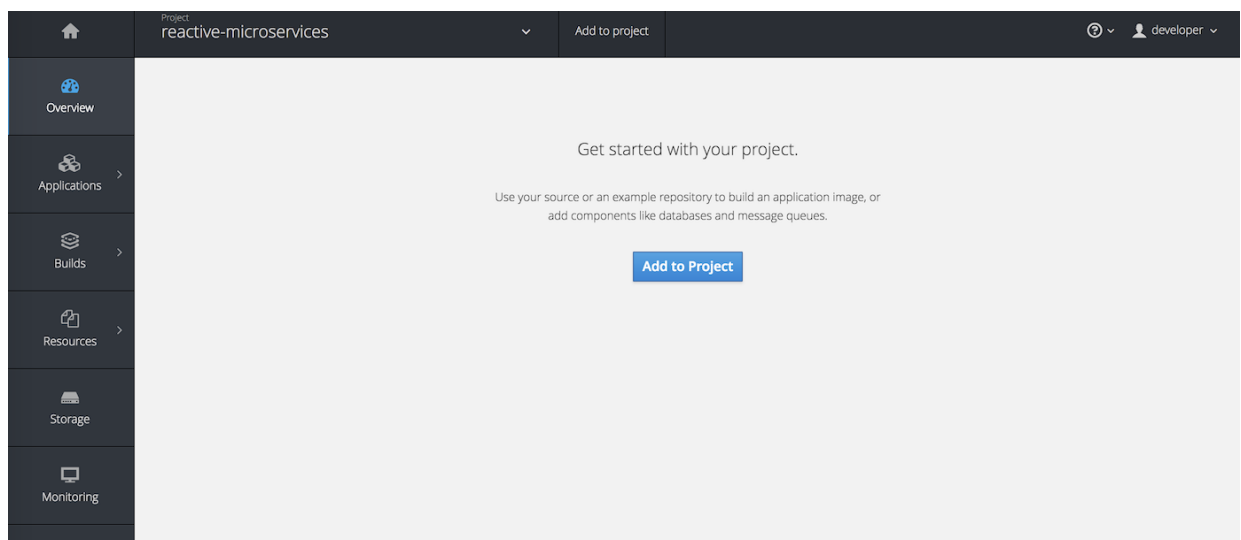 Project
reactive-microservices
Add to project
developer
Overview
Applications
Builds
Resources
Storage
Monitoring
Get started with your project.
Use your source or an example repository to build an application image, or
add components like databases and message queues.
Add to Project